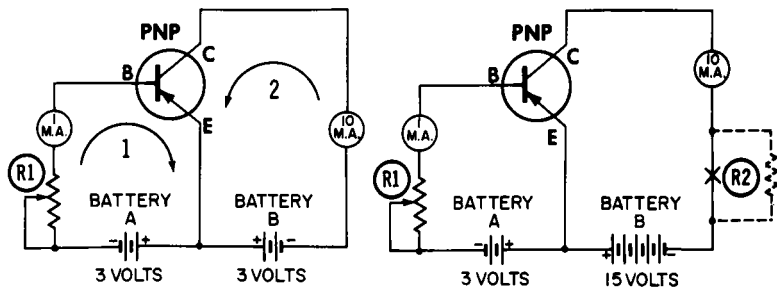 PNP
C
B
2
E
1
M.A.
10
M.A.
1
R1
BATTERY
A
BATTERY
B
- +
+ -
3 VOLTS
3 VOLTS
PNP
C
B
10
M.A.
E
1
M.A.
R1
R2
BATTERY
A
BATTERY
B
- +
+ -
3 VOLTS
15 VOLTS